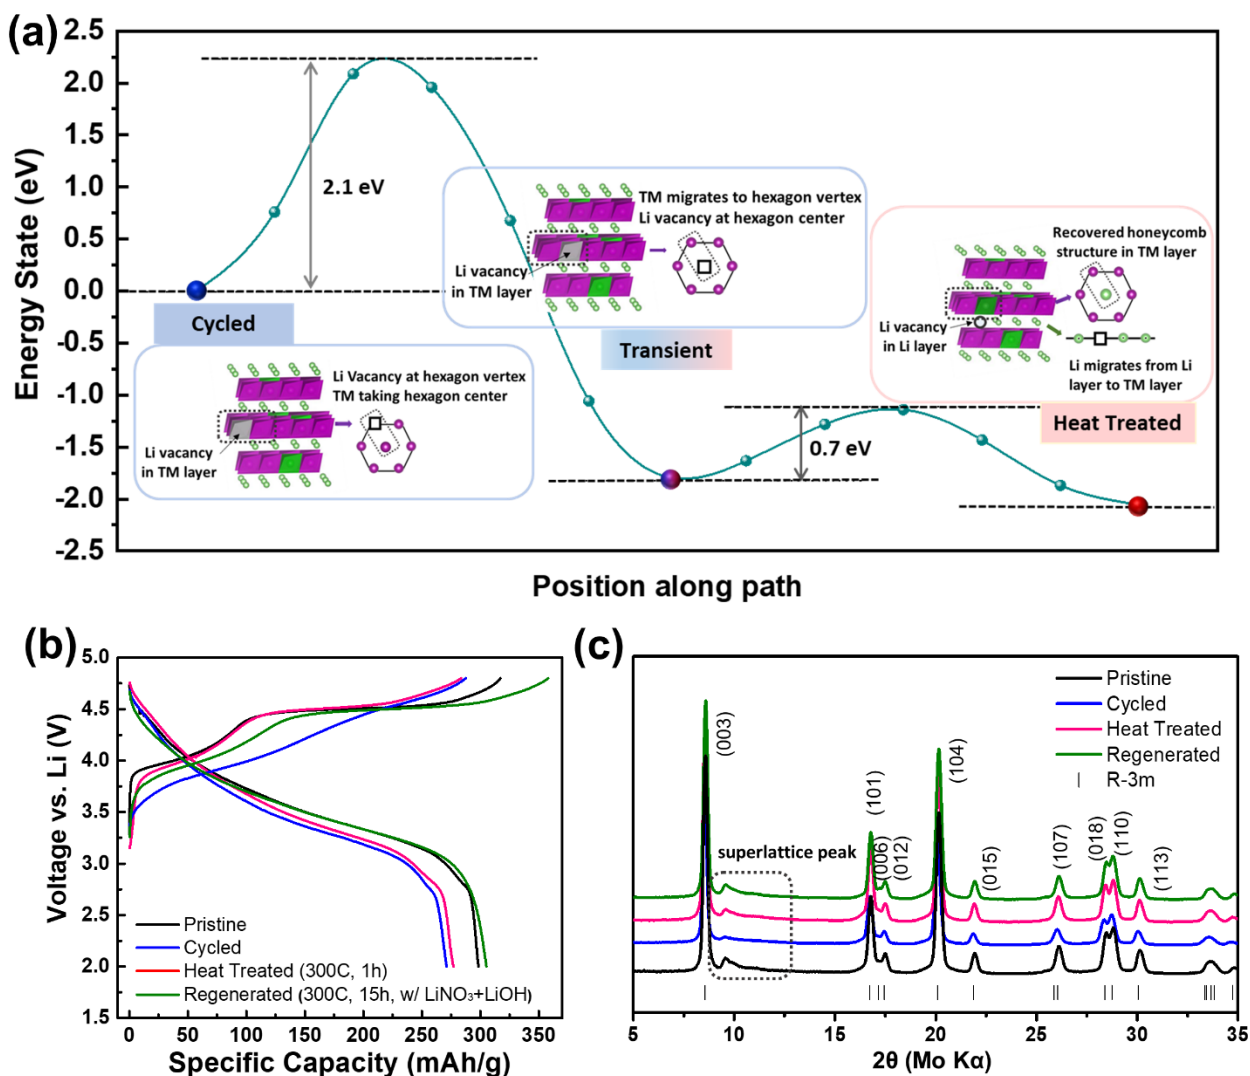 (a)
Energy State (eV)
2.5
2.0
1.5
1.0
0.5
0.0
-0.5
-1.0
-1.5
-2.0
-2.5
2.1 eV
Cycled
Li Vacancy at hexagon vertex
TM taking hexagon center
Li vacancy
in TM layer
TM migrates to hexagon vertex
Li vacancy at hexagon center
Li vacancy
in TM layer
Transient
0.7 eV
Recovered honeycomb
structure in TM layer
Li vacancy
in Li layer
Li migrates from Li
layer to TM layer
Heat Treated
Position along path
(b)
Voltage vs. Li (V)
5.0
4.5
4.0
3.5
3.0
2.5
2.0
1.5
Pristine
Cycled
Heat Treated (300C, 1h)
Regenerated (300C, 15h, w/ LiNO₃+LiOH)
0 50 100 150 200 250 300 350
Specific Capacity (mAh/g)
(c)
Pristine
Cycled
Heat Treated
Regenerated
R-3m
(003)
superlattice peak
(101)
(006)
(012)
(104)
(015)
(107)
(018)
(110)
(113)
5 10 15 20 25 30 35
2θ (Mo Kα)